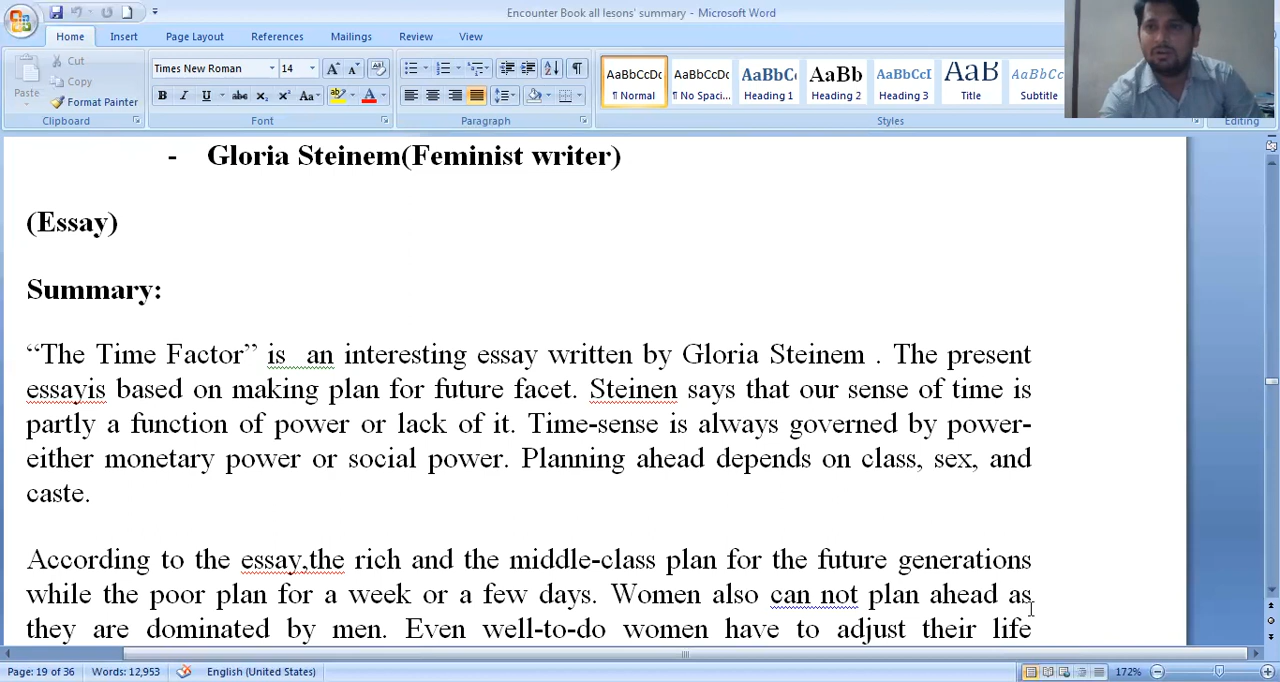 Encounter Book all lesons' summary - Microsoft Word
Home Insert Page Layout References Mailings Review View
Paste
Cut
Copy
Format Painter
Clipboard
Times New Roman 14
Font
Paragraph
AaBbCcDc AaBbCcDc AaBbC AaBbC AaBbCcI AaB AaBbCcL
¶ Normal ¶ No Spaci... Heading 1 Heading 2 Heading 3 Title Subtitle
Styles
Editing
- Gloria Steinem(Feminist writer)
(Essay)
Summary:
“The Time Factor” is an interesting essay written by Gloria Steinem . The present
essayis based on making plan for future facet. Steinen says that our sense of time is
partly a function of power or lack of it. Time-sense is always governed by power-
either monetary power or social power. Planning ahead depends on class, sex, and
caste.
According to the essay,the rich and the middle-class plan for the future generations
while the poor plan for a week or a few days. Women also can not plan ahead as
they are dominated by men. Even well-to-do women have to adjust their life
Page: 19 of 36 Words: 12,953 English (United States) 172%